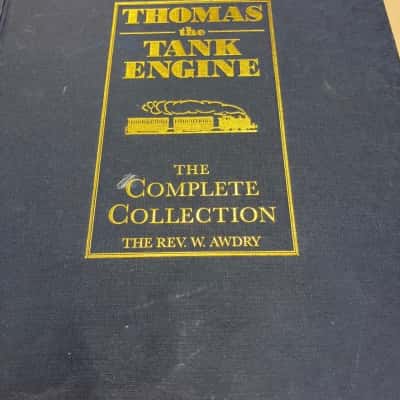 THOMAS
the
TANK
ENGINE
THE
COMPLETE
COLLECTION
THE REV. W. AWDRY